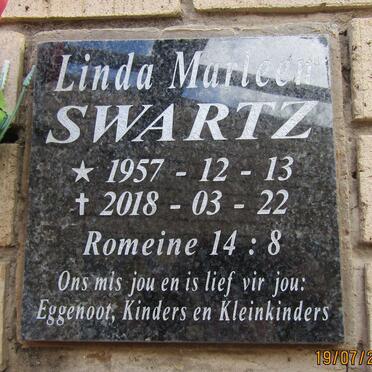 Linda Marleen
SWARTZ
★ 1957 - 12 - 13
✝ 2018 - 03 - 22
Romeine 14 : 8
Ons mis jou en is lief vir jou:
Eggenoot, Kinders en Kleinkinders
19/07/2